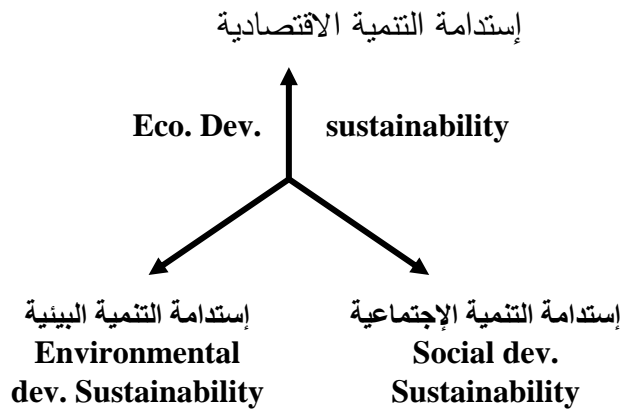 إستدامة التنمية الاقتصادية
Eco. Dev. sustainability
إستدامة التنمية البيئية
Environmental
dev. Sustainability
إستدامة التنمية الإجتماعية
Social dev.
Sustainability